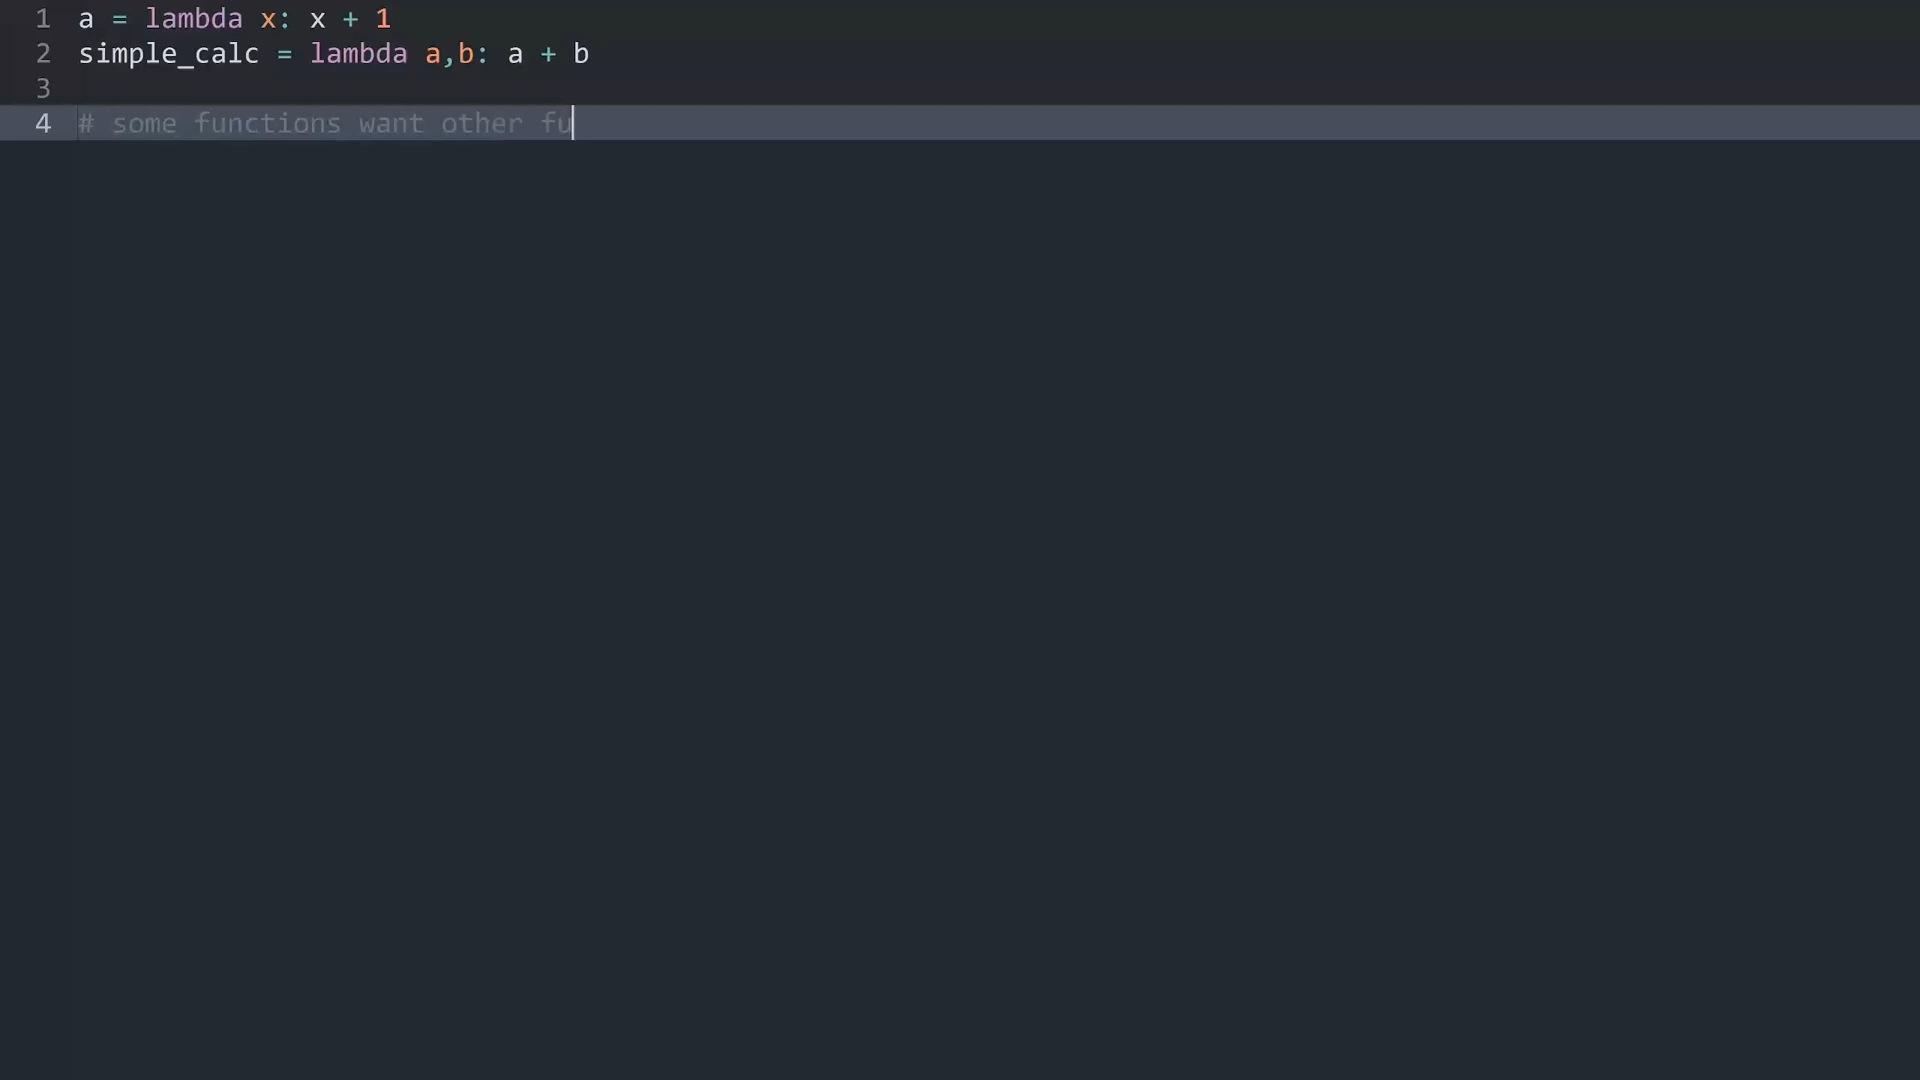 1 a = lambda x: x + 1
2 simple_calc = lambda a,b: a + b
3
4 # some functions want other fu